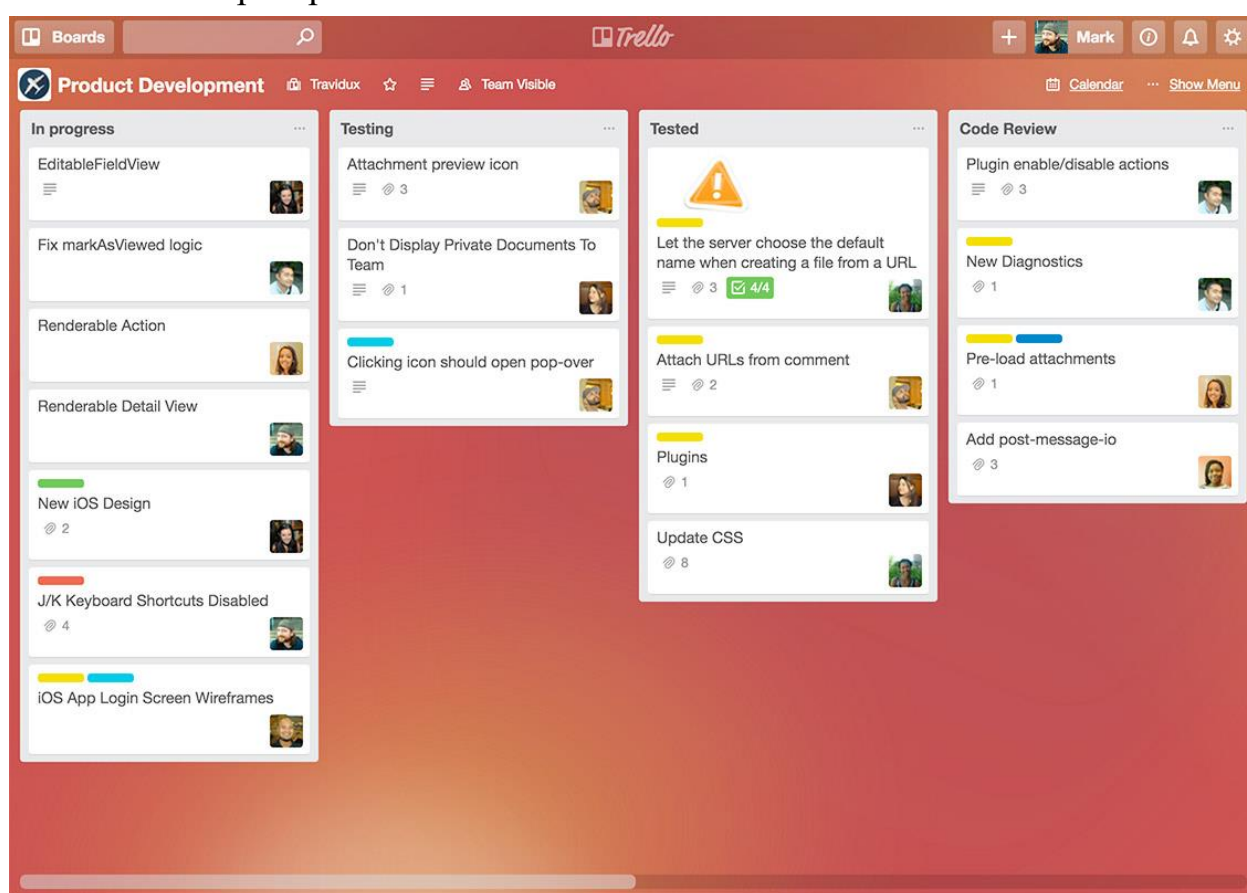 Boards
Trello
Mark
Product Development
Travidux
Team Visible
Calendar
... Show Menu
In progress
EditableFieldView
Fix markAsViewed logic
Renderable Action
Renderable Detail View
New iOS Design
2
J/K Keyboard Shortcuts Disabled
4
iOS App Login Screen Wireframes
Testing
Attachment preview icon
3
Don't Display Private Documents To
Team
1
Clicking icon should open pop-over
Tested
Let the server choose the default
name when creating a file from a URL
3 4/4
Attach URLs from comment
2
Plugins
1
Update CSS
8
Code Review
Plugin enable/disable actions
3
New Diagnostics
1
Pre-load attachments
1
Add post-message-io
3